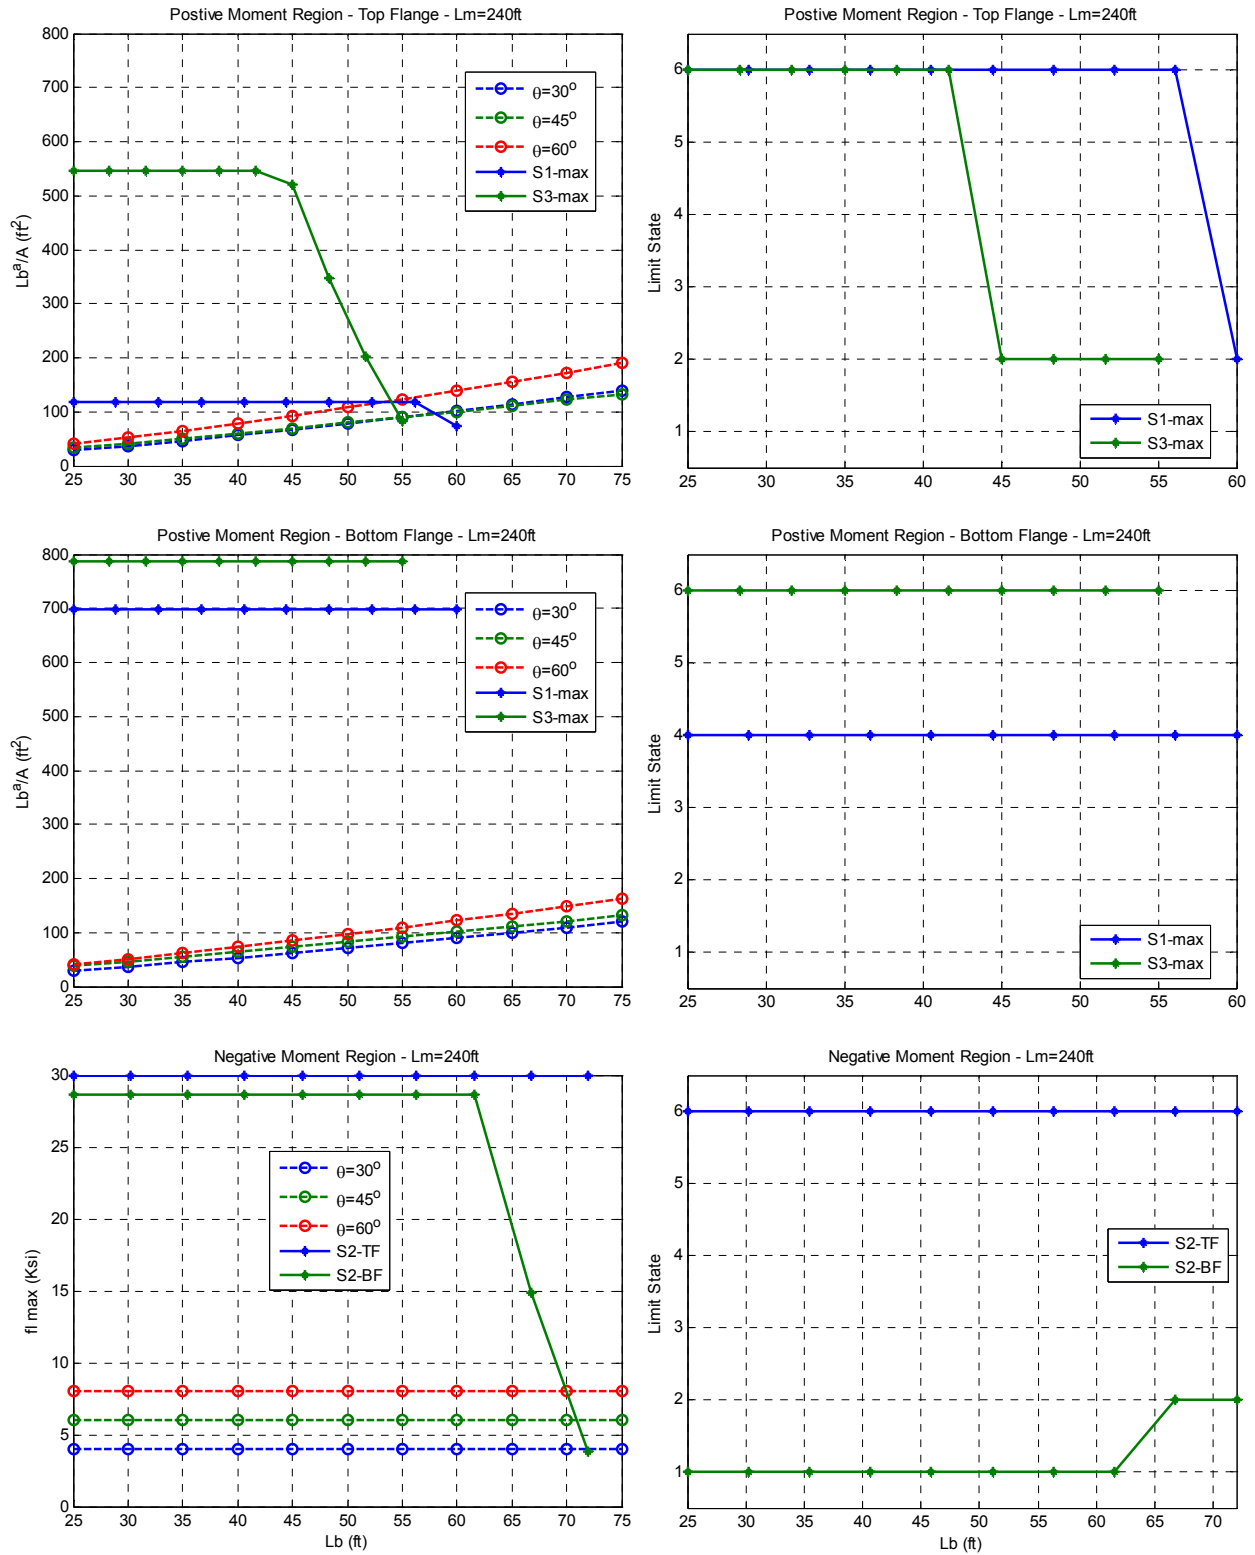 Postive Moment Region - Top Flange - Lm=240ft
800
700
600
500
400
300
200
100
0
Lb^a/A (ft²)
25 30 35 40 45 50 55 60 65 70 75
θ=30°
θ=45°
θ=60°
S1-max
S3-max
Postive Moment Region - Top Flange - Lm=240ft
6
5
4
3
2
1
Limit State
25 30 35 40 45 50 55 60
S1-max
S3-max
Postive Moment Region - Bottom Flange - Lm=240ft
800
700
600
500
400
300
200
100
0
Lb^a/A (ft²)
25 30 35 40 45 50 55 60 65 70 75
θ=30°
θ=45°
θ=60°
S1-max
S3-max
Postive Moment Region - Bottom Flange - Lm=240ft
6
5
4
3
2
1
Limit State
25 30 35 40 45 50 55 60
S1-max
S3-max
Negative Moment Region - Lm=240ft
30
25
20
15
10
5
0
fl max (Ksi)
25 30 35 40 45 50 55 60 65 70 75
Lb (ft)
θ=30°
θ=45°
θ=60°
S2-TF
S2-BF
Negative Moment Region - Lm=240ft
6
5
4
3
2
1
Limit State
25 30 35 40 45 50 55 60 65 70
Lb (ft)
S2-TF
S2-BF